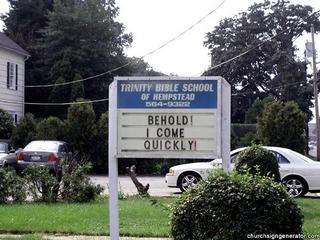 TRINITY BIBLE SCHOOL
OF HEMPSTEAD
564-9322
BEHOLD!
I COME
QUICKLY!
churchsigngenerator.com